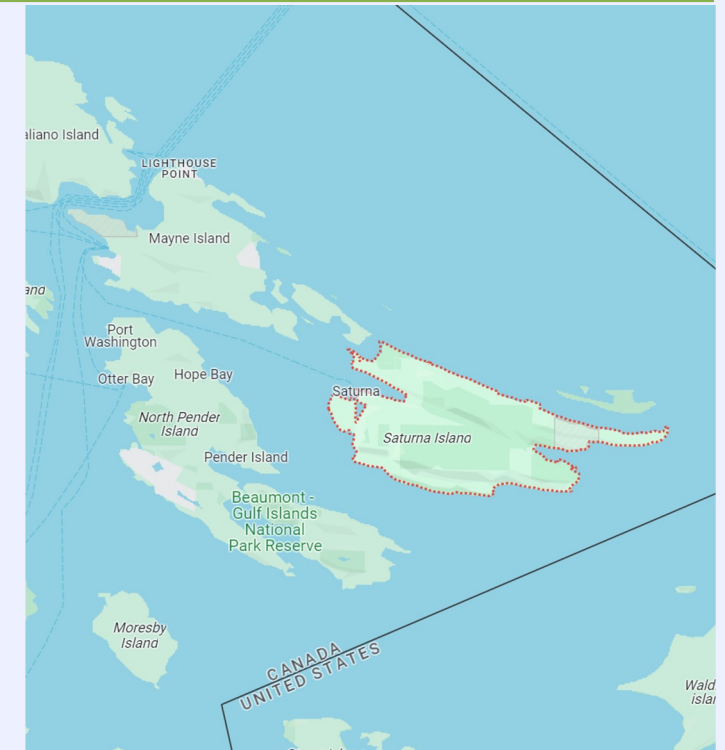 aliano Island
LIGHTHOUSE
POINT
Mayne Island
and
Port
Washington
Otter Bay
Hope Bay
Saturna
North Pender
Island
Saturna Island
Pender Island
Beaumont -
Gulf Islands
National
Park Reserve
Moresby
Island
CANADA
UNITED STATES
Wald
islan